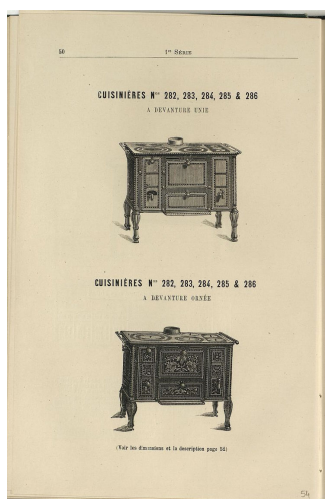 50
1re Série
CUISINIÈRES Nos 282, 283, 284, 285 & 286
A DEVANTURE UNIE
CUISINIÈRES Nos 282, 283, 284, 285 & 286
A DEVANTURE ORNÉE
(Voir les dimensions et la description page 52)
54